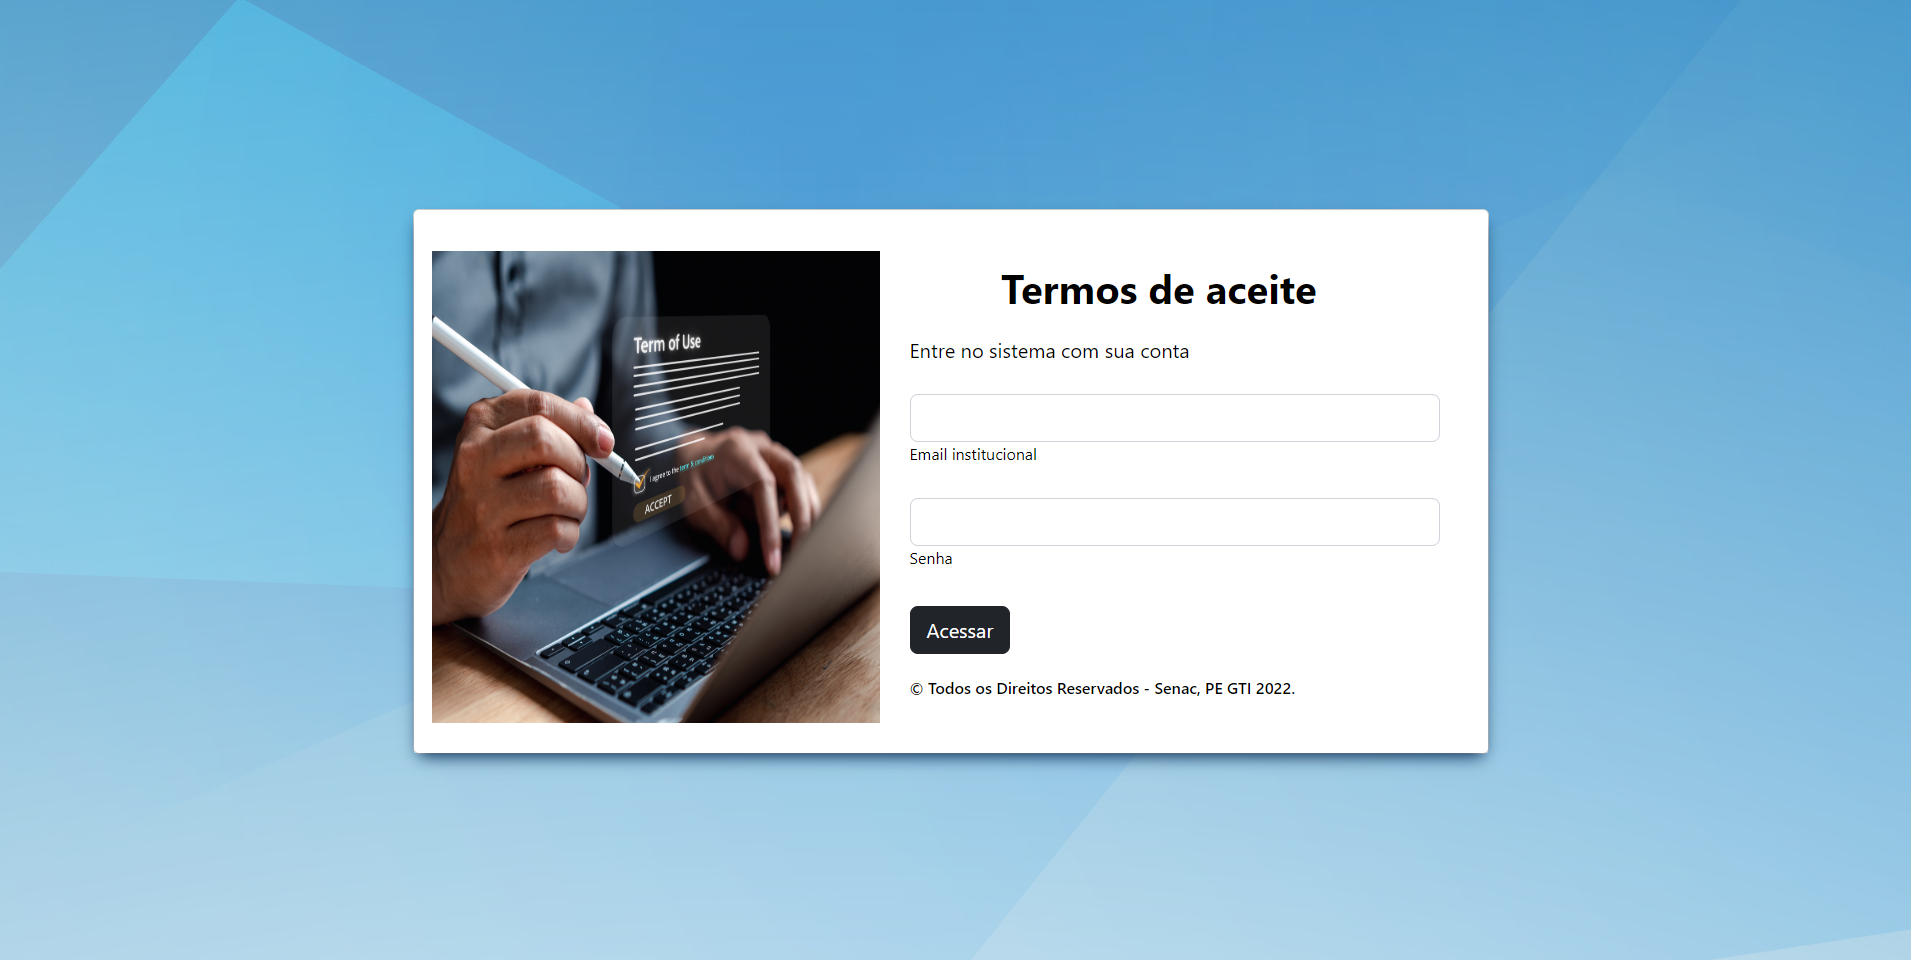 Termos de aceite
Entre no sistema com sua conta
Email institucional
Senha
Acessar
© Todos os Direitos Reservados - Senac, PE GTI 2022.
Term of Use
I agree to the term & conditions
ACCEPT